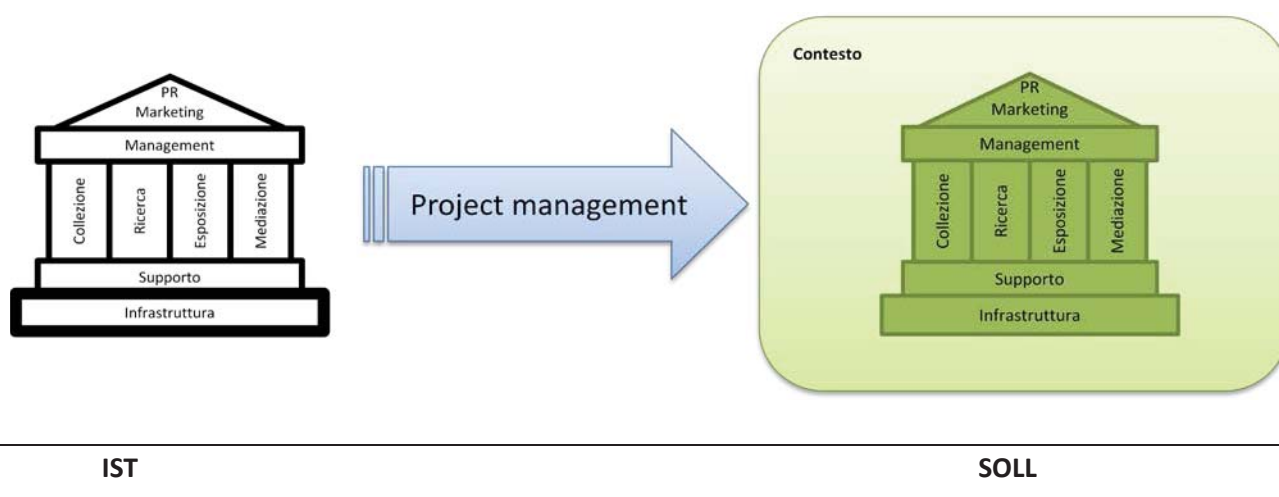 PR
Marketing
Management
Collezione
Ricerca
Esposizione
Mediazione
Supporto
Infrastruttura
Project management
Contesto
PR
Marketing
Management
Collezione
Ricerca
Esposizione
Mediazione
Supporto
Infrastruttura
IST
SOLL